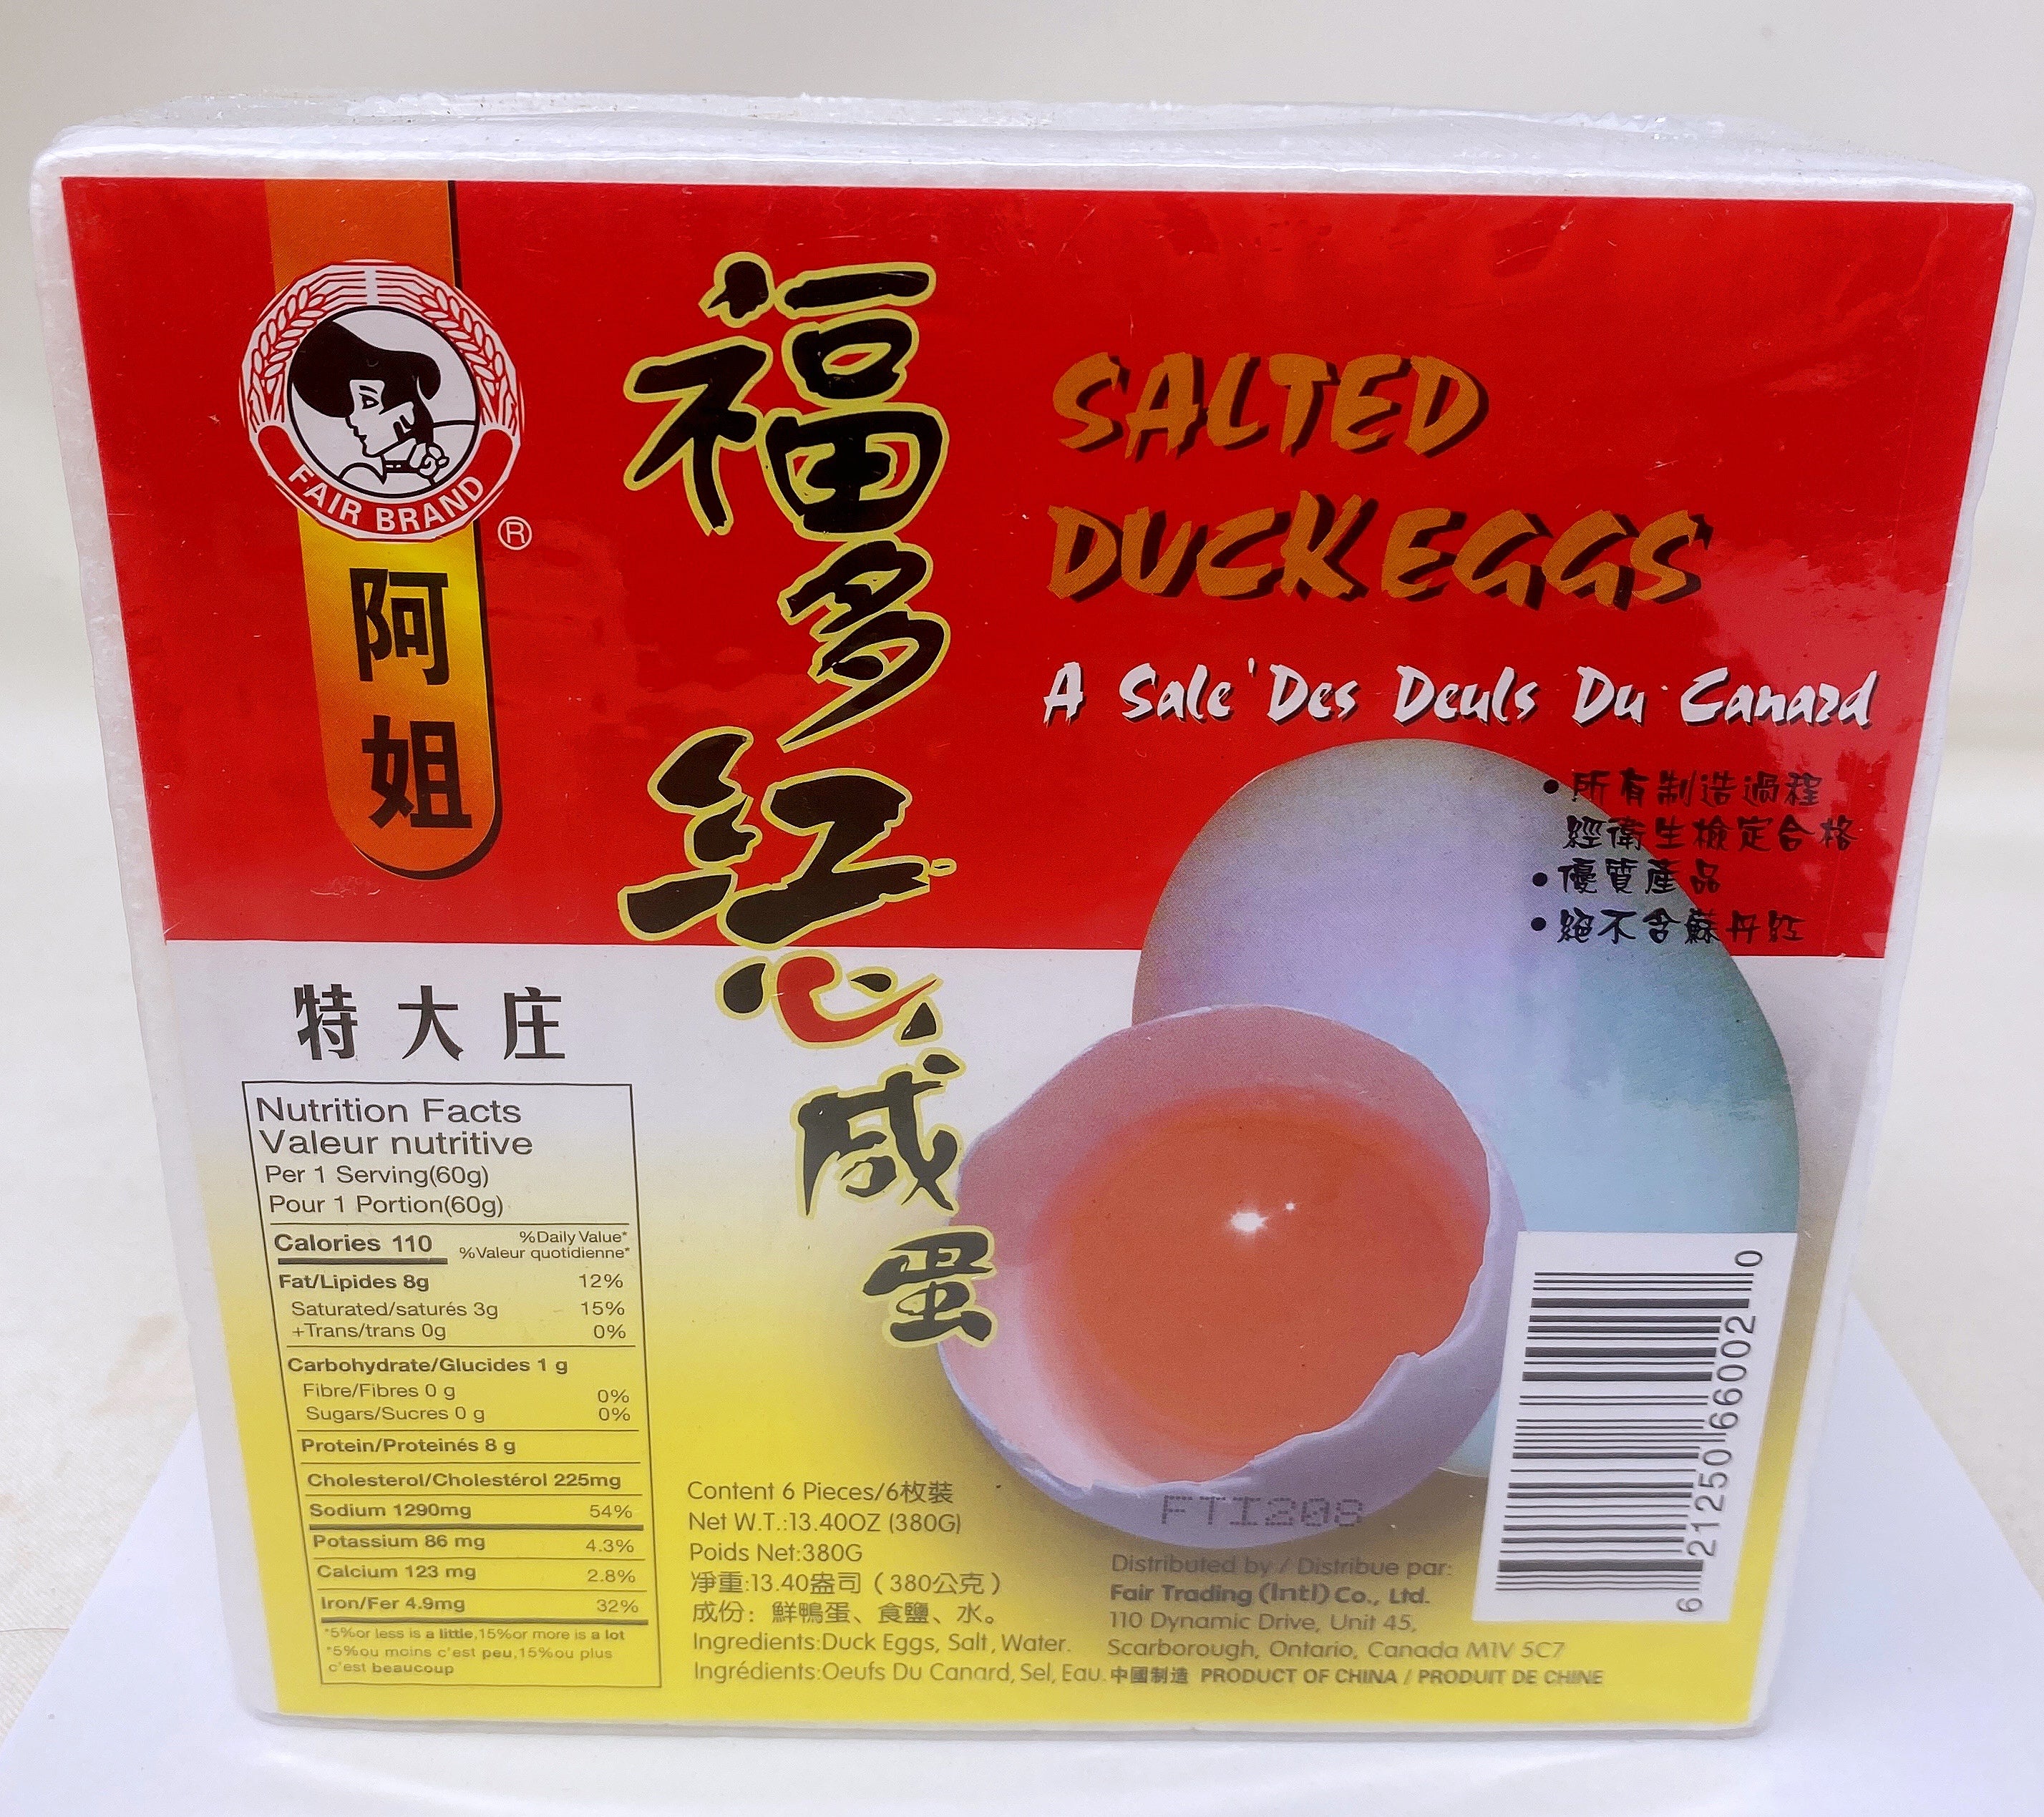 FAIR BRAND
®
阿姐
福多紅心咸蛋
SALTED
DUCK EGGS
A Sale' Des Deuls Du Canard
•所有制造過程
經衛生檢定合格
•優質產品
•絕不含蘇丹紅
特大庄
Nutrition Facts
Valeur nutritive
Per 1 Serving(60g)
Pour 1 Portion(60g)
Calories 110 %Daily Value*
%Valeur quotidienne*
Fat/Lipides 8g 12%
Saturated/saturés 3g 15%
+Trans/trans 0g 0%
Carbohydrate/Glucides 1 g
Fibre/Fibres 0 g 0%
Sugars/Sucres 0 g 0%
Protein/Proteinés 8 g
Cholesterol/Cholestérol 225mg
Sodium 1290mg 54%
Potassium 86 mg 4.3%
Calcium 123 mg 2.8%
Iron/Fer 4.9mg 32%
*5%or less is a little,15%or more is a lot
*5%ou moins c'est peu,15%ou plus
c'est beaucoup
Content 6 Pieces/6枚裝
Net W.T.:13.40OZ (380G)
Poids Net:380G
凈重:13.40盎司（380公克）
成份：鮮鴨蛋、食鹽、水。
Ingredients:Duck Eggs, Salt, Water.
Ingrédients:Oeufs Du Canard, Sel, Eau.
FTI208
Distributed by / Distribue par:
Fair Trading (Intl) Co., Ltd.
110 Dynamic Drive, Unit 45,
Scarborough, Ontario, Canada M1V 5C7
中國制造 PRODUCT OF CHINA / PRODUIT DE CHINE
6 21250 66002 0